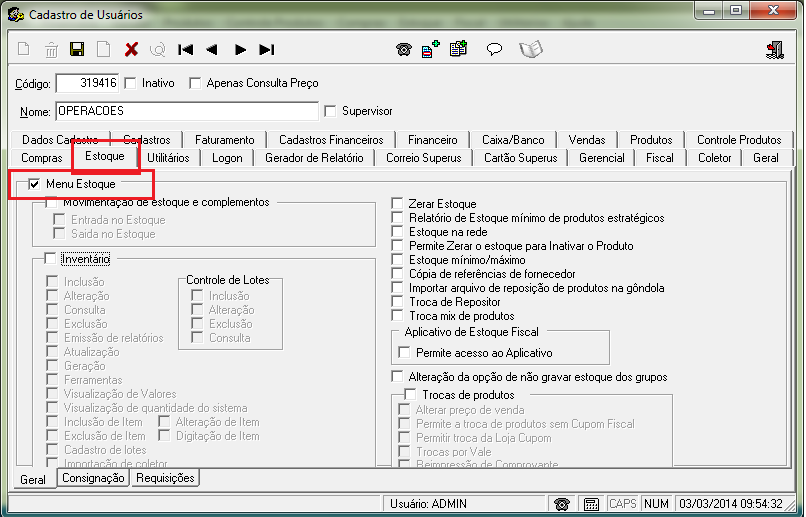 Cadastro de Usuários
Código: 319416 Inativo Apenas Consulta Preço
Nome: OPERACOES Supervisor
Dados Cadastro Cadastros Faturamento Cadastros Financeiros Financeiro Caixa/Banco Vendas Produtos Controle Produtos
Compras Estoque Utilitários Logon Gerador de Relatório Correio Superus Cartão Superus Gerencial Fiscal Coletor Geral
Menu Estoque
Movimentação de estoque e complementos
Entrada no Estoque
Saida no Estoque
Inventário
Inclusão
Alteração
Consulta
Exclusão
Emissão de relatórios
Atualização
Geração
Ferramentas
Visualização de Valores
Visualização de quantidade do sistema
Inclusão de Item Alteração de Item
Exclusão de Item Digitação de Item
Cadastro de lotes
Importação de coletor
Controle de Lotes
Inclusão
Alteração
Exclusão
Consulta
Zerar Estoque
Relatório de Estoque mínimo de produtos estratégicos
Estoque na rede
Permite Zerar o estoque para Inativar o Produto
Estoque mínimo/máximo
Cópia de referências de fornecedor
Importar arquivo de reposição de produtos na gôndola
Troca de Repositor
Troca mix de produtos
Aplicativo de Estoque Fiscal
Permite acesso ao Aplicativo
Alteração da opção de não gravar estoque dos grupos
Trocas de produtos
Alterar preço de venda
Permite a troca de produtos sem Cupom Fiscal
Permitir troca da Loja Cupom
Trocas por Vale
Reimpressão de Comprovante
Geral Consignação Requisições
Usuário: ADMIN CAPS NUM 03/03/2014 09:54:32